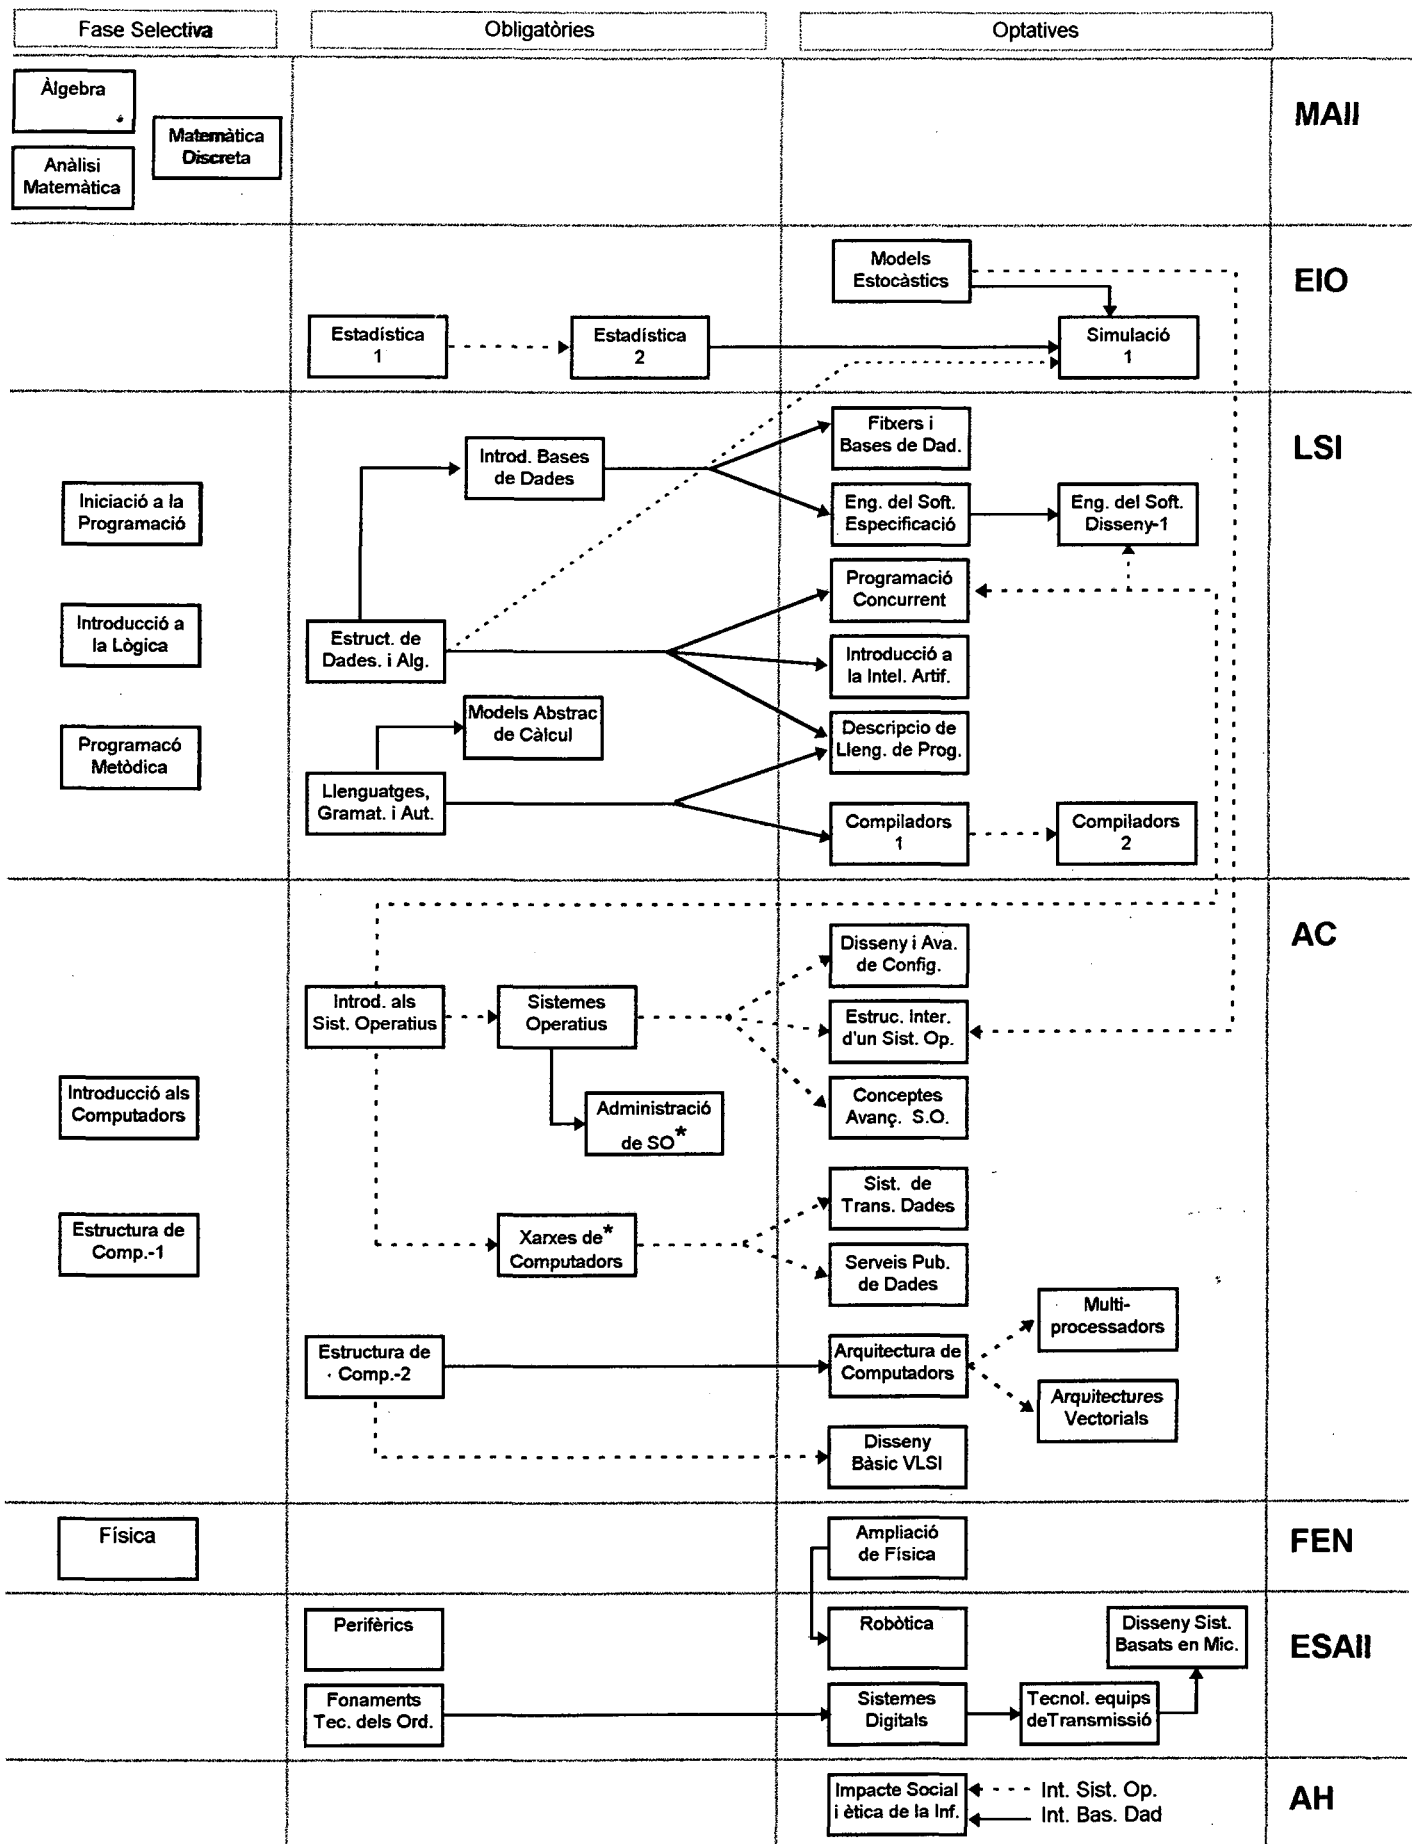 Fase Selectiva
Obligatòries
Optatives
Àlgebra
Matemàtica
Discreta
Anàlisi
Matemàtica
MAII
Models
Estocàstics
EIO
Estadística
1
Estadística
2
Simulació
1
Fitxers i
Bases de Dad.
LSI
Introd. Bases
de Dades
Iniciació a la
Programació
Eng. del Soft.
Especificació
Eng. del Soft.
Disseny-1
Programació
Concurrent
Introducció a
la Lògica
Estruct. de
Dades. i Alg.
Introducció a
la Intel. Artif.
Models Abstrac
de Càlcul
Descripcio de
Lleng. de Prog.
Programacó
Metòdica
Llenguatges,
Gramat. i Aut.
Compiladors
1
Compiladors
2
AC
Disseny i Ava.
de Config.
Introd. als
Sist. Operatius
Sistemes
Operatius
Estruc. Inter.
d'un Sist. Op.
Introducció als
Computadors
Administració
de SO*
Conceptes
Avanç. S.O.
Sist. de
Trans. Dades
Estructura de
Comp.-1
Xarxes de*
Computadors
Serveis Pub.
de Dades
Multi-
processadors
Estructura de
Comp.-2
Arquitectura de
Computadors
Arquitectures
Vectorials
Disseny
Bàsic VLSI
Física
Ampliació
de Física
FEN
Perifèrics
Robòtica
Disseny Sist.
Basats en Mic.
ESAII
Fonaments
Tec. dels Ord.
Sistemes
Digitals
Tecnol. equips
deTransmissió
Impacte Social
i ètica de la Inf.
Int. Sist. Op.
Int. Bas. Dad
AH